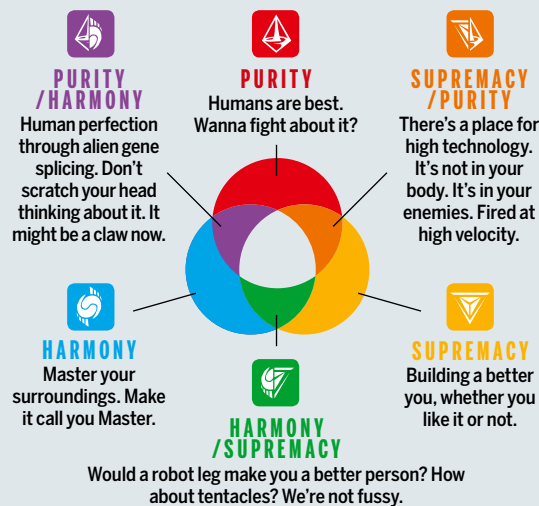 PURITY
/HARMONY
Human perfection
through alien gene
splicing. Don't
scratch your head
thinking about it. It
might be a claw now.
PURITY
Humans are best.
Wanna fight about it?
SUPREMACY
/PURITY
There's a place for
high technology.
It's not in your
body. It's in your
enemies. Fired at
high velocity.
HARMONY
Master your
surroundings. Make
it call you Master.
HARMONY
/SUPREMACY
Would a robot leg make you a better person? How
about tentacles? We're not fussy.
SUPREMACY
Building a better
you, whether you
like it or not.